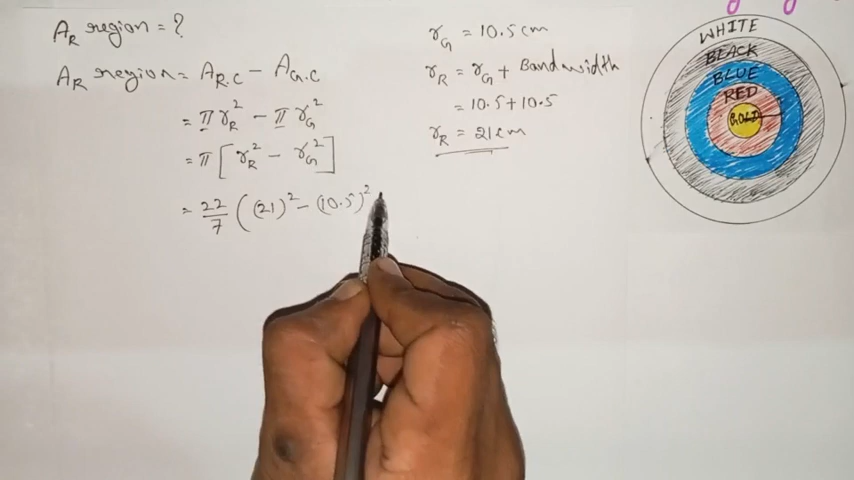 A_R region = ?
A_R region = A_R.C − A_G.C
= π r_R² − π r_G²
= π [ r_R² − r_G² ]
= 22/7 ( (21)² − (10.5)²
r_G = 10.5 cm
r_R = r_G + Bandwidth
= 10.5 + 10.5
r_R = 21 cm
WHITE
BLACK
BLUE
RED
GOLD